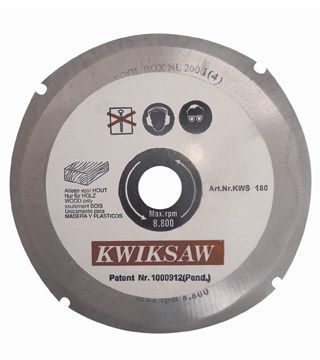 TOOL BOX NL 200 J(4)
Alleen voor HOUT
Nur für HOLZ
WOOD only
seulement BOIS
Unicamente para
MADERA Y PLASTICOS
Art.Nr.KWS 180
Max.rpm
8.800
KWIKSAW
Patent Nr.1000912(Pend.)
max rpm 8.800